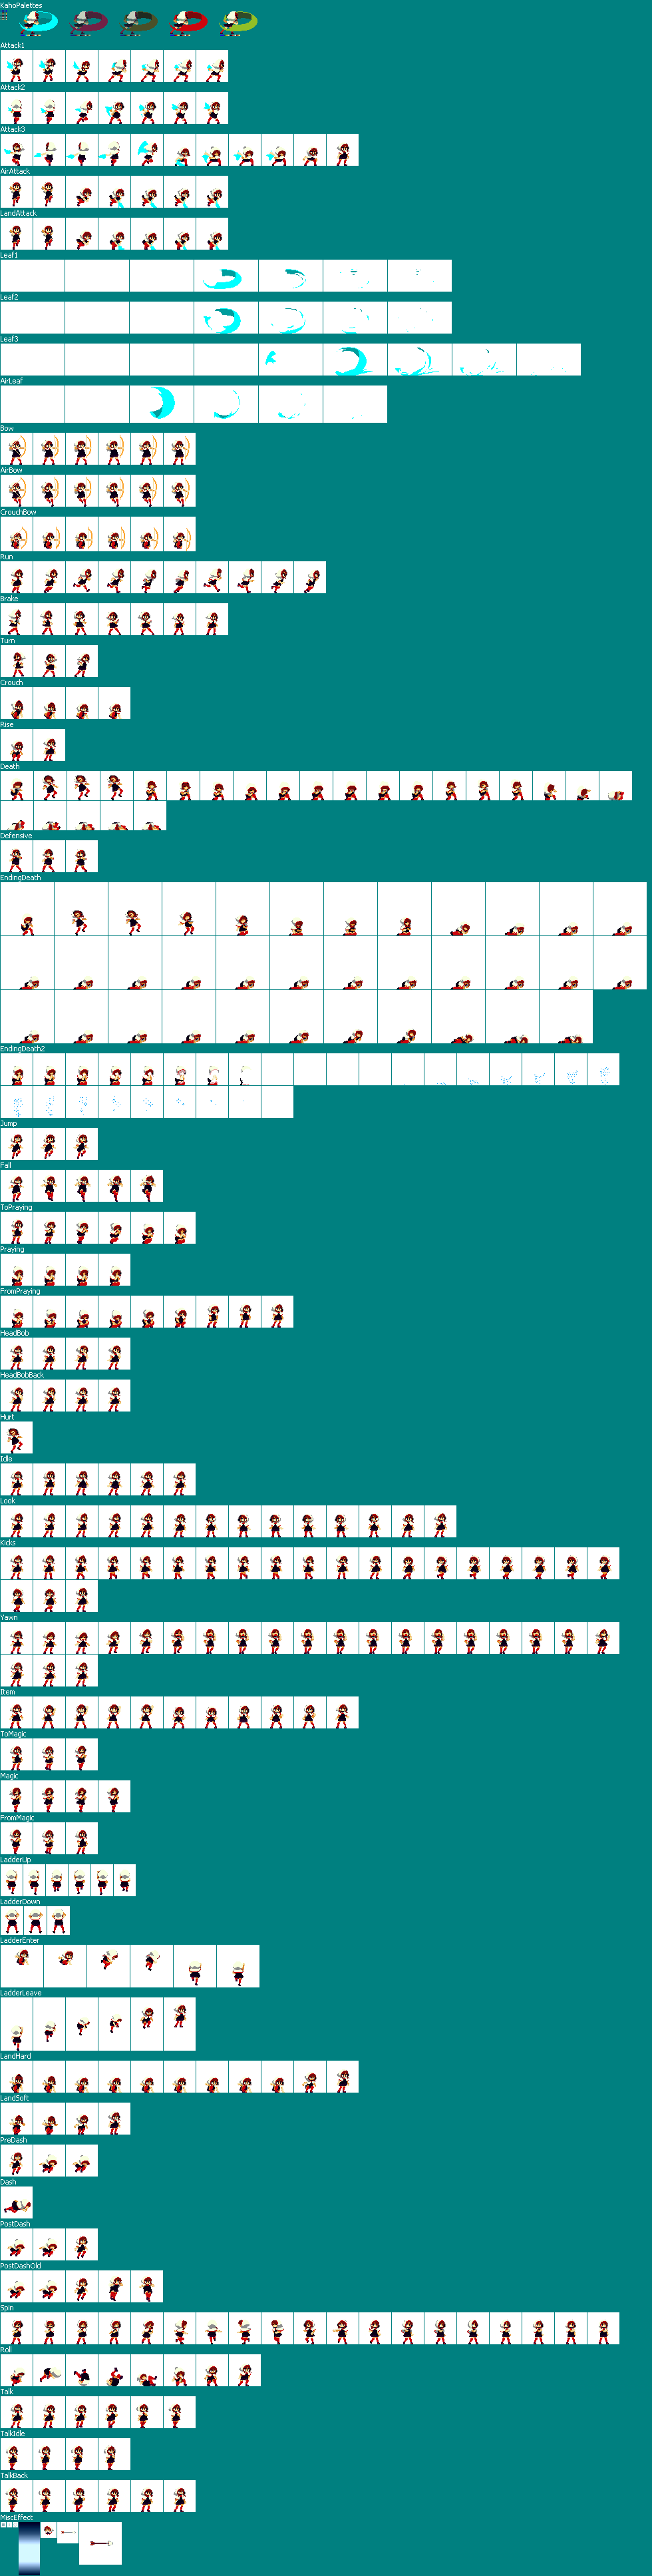 KahoPalettes
Attack1
Attack2
Attack3
AirAttack
LandAttack
Leaf1
Leaf2
Leaf3
AirLeaf
Bow
AirBow
CrouchBow
Run
Brake
Turn
Crouch
Rise
Death
Defensive
EndingDeath
EndingDeath2
Jump
Fall
ToPraying
Praying
FromPraying
HeadBob
HeadBobBack
Hurt
Idle
Look
Kicks
Yawn
Item
ToMagic
Magic
FromMagic
LadderUp
LadderDown
LadderEnter
LadderLeave
LandHard
LandSoft
PreDash
Dash
PostDash
PostDashOld
Spin
Roll
Talk
TalkIdle
TalkBack
MiscEffect